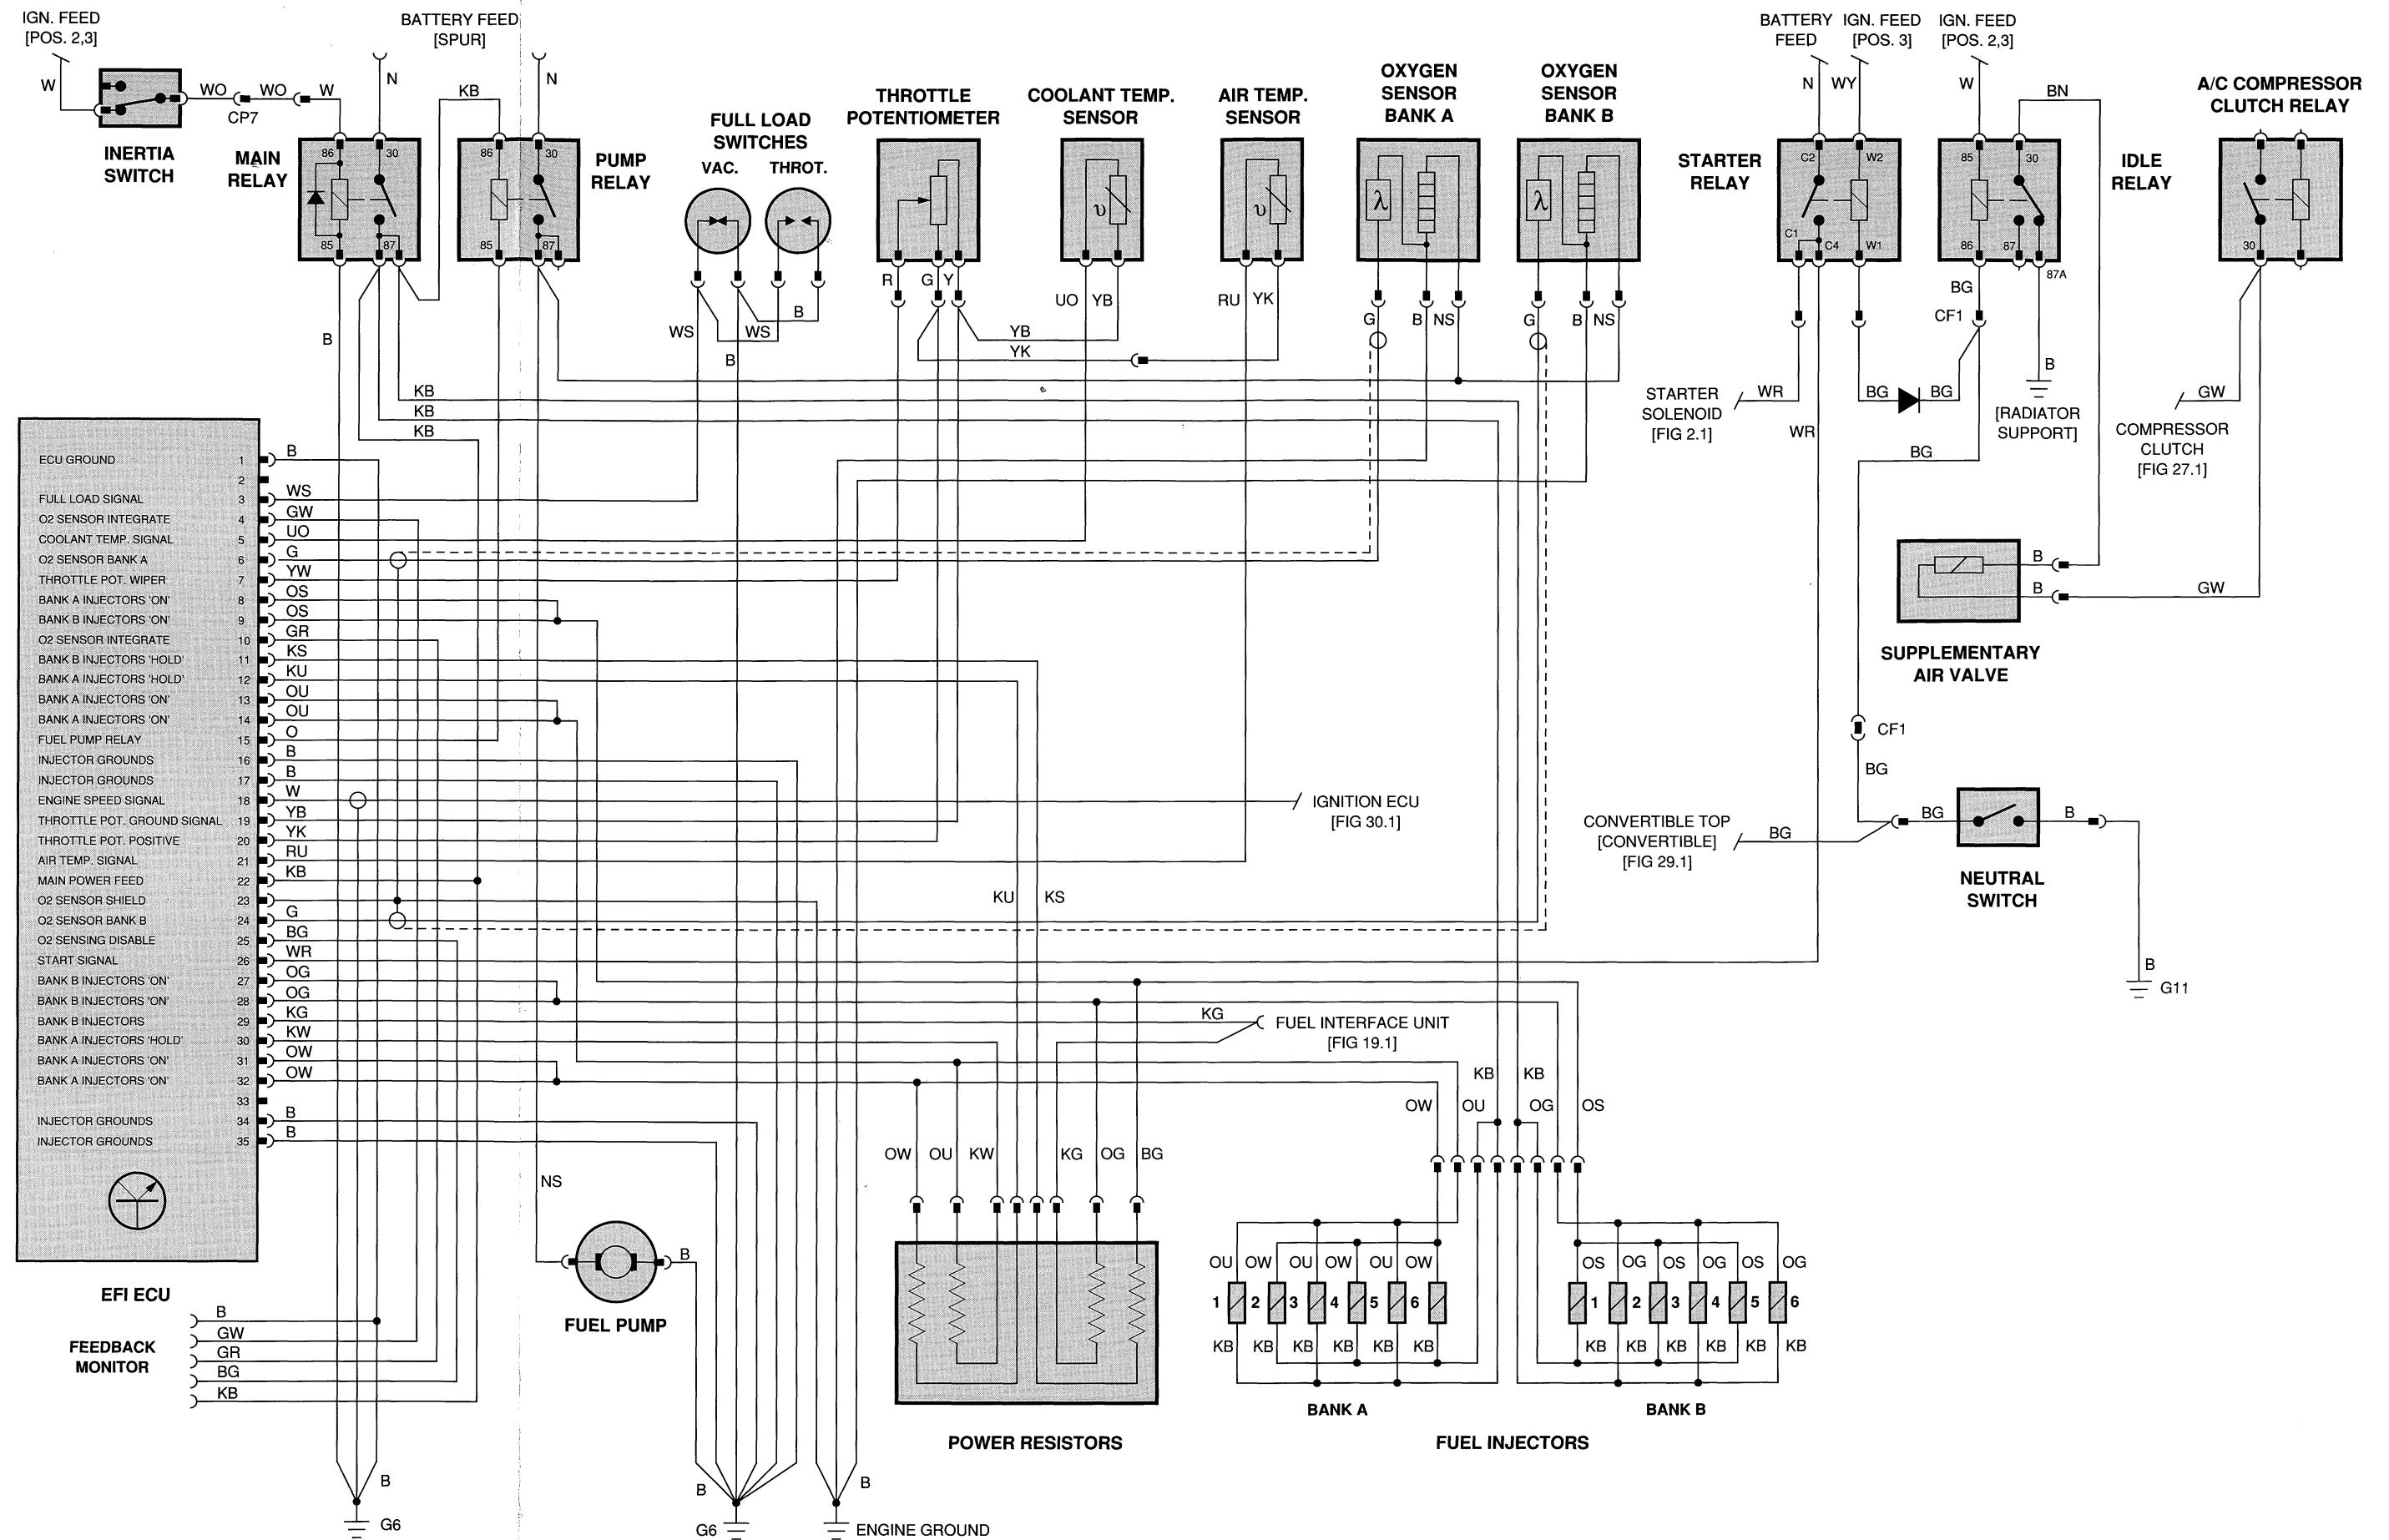 IGN. FEED
[POS. 2,3]
W
WO
WO
W
CP7
INERTIA
SWITCH
BATTERY FEED
[SPUR]
N
KB
N
86
30
85
87
MAIN
RELAY
86
30
85
87
PUMP
RELAY
FULL LOAD
SWITCHES
VAC.
THROT.
WS
WS
B
B
THROTTLE
POTENTIOMETER
R
G
Y
COOLANT TEMP.
SENSOR
υ
UO
YB
AIR TEMP.
SENSOR
υ
RU
YK
YB
YK
OXYGEN
SENSOR
BANK A
λ
G
B
NS
OXYGEN
SENSOR
BANK B
λ
G
B
NS
BATTERY
FEED
IGN. FEED
[POS. 3]
IGN. FEED
[POS. 2,3]
N
WY
W
BN
STARTER
RELAY
C2
W2
C1
C4
W1
85
30
86
87
87A
IDLE
RELAY
A/C COMPRESSOR
CLUTCH RELAY
30
BG
CF1
B
[RADIATOR
SUPPORT]
STARTER
SOLENOID
[FIG 2.1]
WR
BG
BG
WR
BG
GW
COMPRESSOR
CLUTCH
[FIG 27.1]
B
B
GW
SUPPLEMENTARY
AIR VALVE
CF1
BG
CONVERTIBLE TOP
[CONVERTIBLE]
[FIG 29.1]
BG
BG
B
NEUTRAL
SWITCH
B
G11
B
KB
KB
KB
ECU GROUND 1 B
2
FULL LOAD SIGNAL 3 WS
O2 SENSOR INTEGRATE 4 GW
COOLANT TEMP. SIGNAL 5 UO
O2 SENSOR BANK A 6 G
THROTTLE POT. WIPER 7 YW
BANK A INJECTORS 'ON' 8 OS
BANK B INJECTORS 'ON' 9 OS
O2 SENSOR INTEGRATE 10 GR
BANK B INJECTORS 'HOLD' 11 KS
BANK A INJECTORS 'HOLD' 12 KU
BANK A INJECTORS 'ON' 13 OU
BANK A INJECTORS 'ON' 14 OU
FUEL PUMP RELAY 15 O
INJECTOR GROUNDS 16 B
INJECTOR GROUNDS 17 B
ENGINE SPEED SIGNAL 18 W
THROTTLE POT. GROUND SIGNAL 19 YB
THROTTLE POT. POSITIVE 20 YK
AIR TEMP. SIGNAL 21 RU
MAIN POWER FEED 22 KB
O2 SENSOR SHIELD 23
O2 SENSOR BANK B 24 G
O2 SENSING DISABLE 25 BG
START SIGNAL 26 WR
BANK B INJECTORS 'ON' 27 OG
BANK B INJECTORS 'ON' 28 OG
BANK B INJECTORS 29 KG
BANK A INJECTORS 'HOLD' 30 KW
BANK A INJECTORS 'ON' 31 OW
BANK A INJECTORS 'ON' 32 OW
33
INJECTOR GROUNDS 34 B
INJECTOR GROUNDS 35 B
EFI ECU
FEEDBACK
MONITOR
B
GW
GR
BG
KB
IGNITION ECU
[FIG 30.1]
KU
KS
KG
FUEL INTERFACE UNIT
[FIG 19.1]
NS
B
FUEL PUMP
OW
OU
KW
KG
OG
BG
POWER RESISTORS
KB
KB
OW
OU
OG
OS
OU
OW
OU
OW
OU
OW
1
2
3
4
5
6
KB
KB
KB
KB
KB
KB
BANK A
OS
OG
OS
OG
OS
OG
1
2
3
4
5
6
KB
KB
KB
KB
KB
KB
BANK B
FUEL INJECTORS
B
G6
B
G6
B
ENGINE GROUND